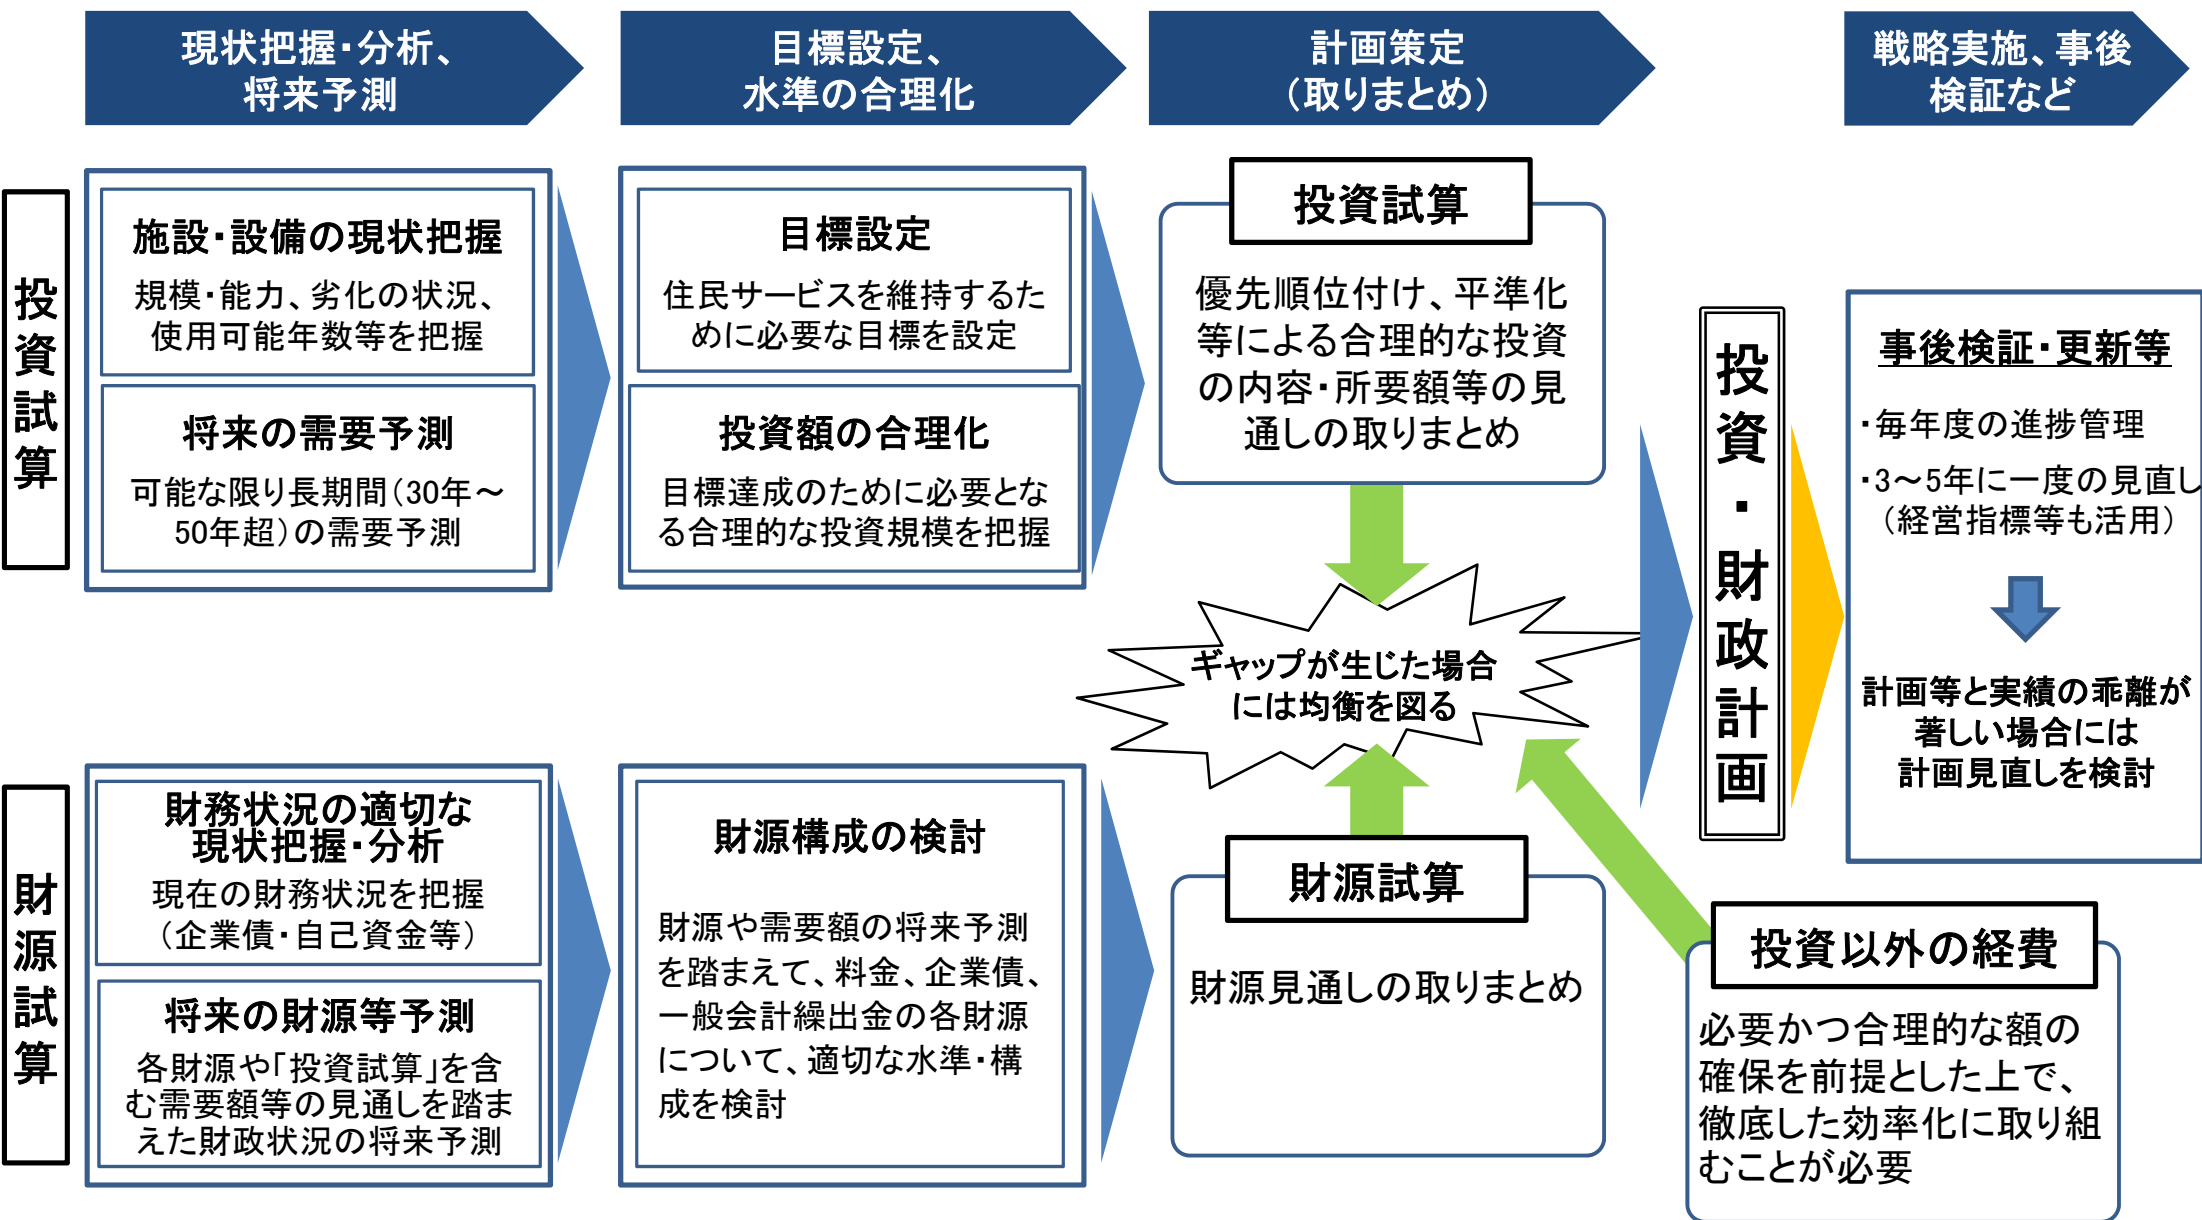 現状把握・分析、
将来予測
目標設定、
水準の合理化
計画策定
（取りまとめ）
戦略実施、事後
検証など
投資試算
施設・設備の現状把握
規模・能力、劣化の状況、
使用可能年数等を把握
将来の需要予測
可能な限り長期間（30年～
50年超）の需要予測
目標設定
住民サービスを維持するた
めに必要な目標を設定
投資額の合理化
目標達成のために必要とな
る合理的な投資規模を把握
投資試算
優先順位付け、平準化
等による合理的な投資
の内容・所要額等の見
通しの取りまとめ
ギャップが生じた場合
には均衡を図る
投資・財政計画
事後検証・更新等
・毎年度の進捗管理
・3～5年に一度の見直し
（経営指標等も活用）
計画等と実績の乖離が
著しい場合には
計画見直しを検討
財源試算
財務状況の適切な
現状把握・分析
現在の財務状況を把握
（企業債・自己資金等）
将来の財源等予測
各財源や「投資試算」を含
む需要額等の見通しを踏ま
えた財政状況の将来予測
財源構成の検討
財源や需要額の将来予測
を踏まえて、料金、企業債、
一般会計繰出金の各財源
について、適切な水準・構
成を検討
財源試算
財源見通しの取りまとめ
投資以外の経費
必要かつ合理的な額の
確保を前提とした上で、
徹底した効率化に取り組
むことが必要